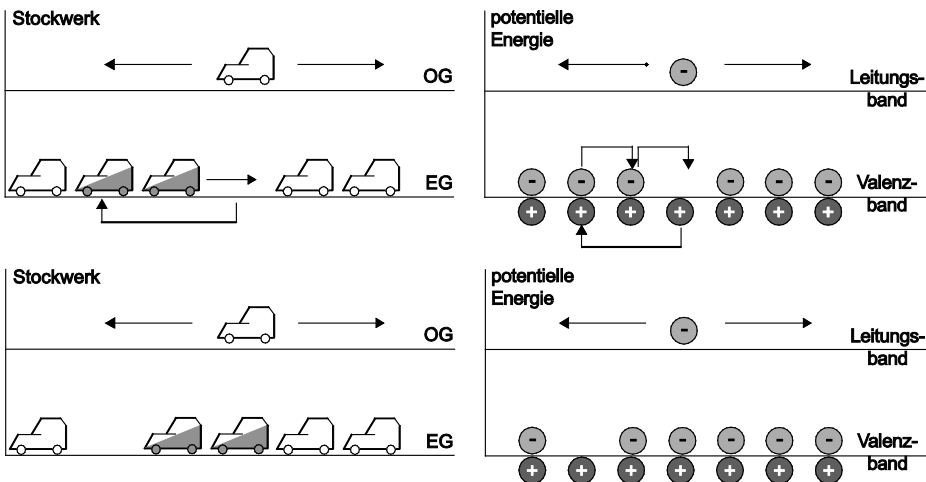 Stockwerk
OG
EG
potentielle
Energie
-
Leitungs-
band
- - - - - -
Valenz-
band
+ + + + + + +
Stockwerk
OG
EG
potentielle
Energie
-
Leitungs-
band
- - - - - -
Valenz-
band
+ + + + + + +